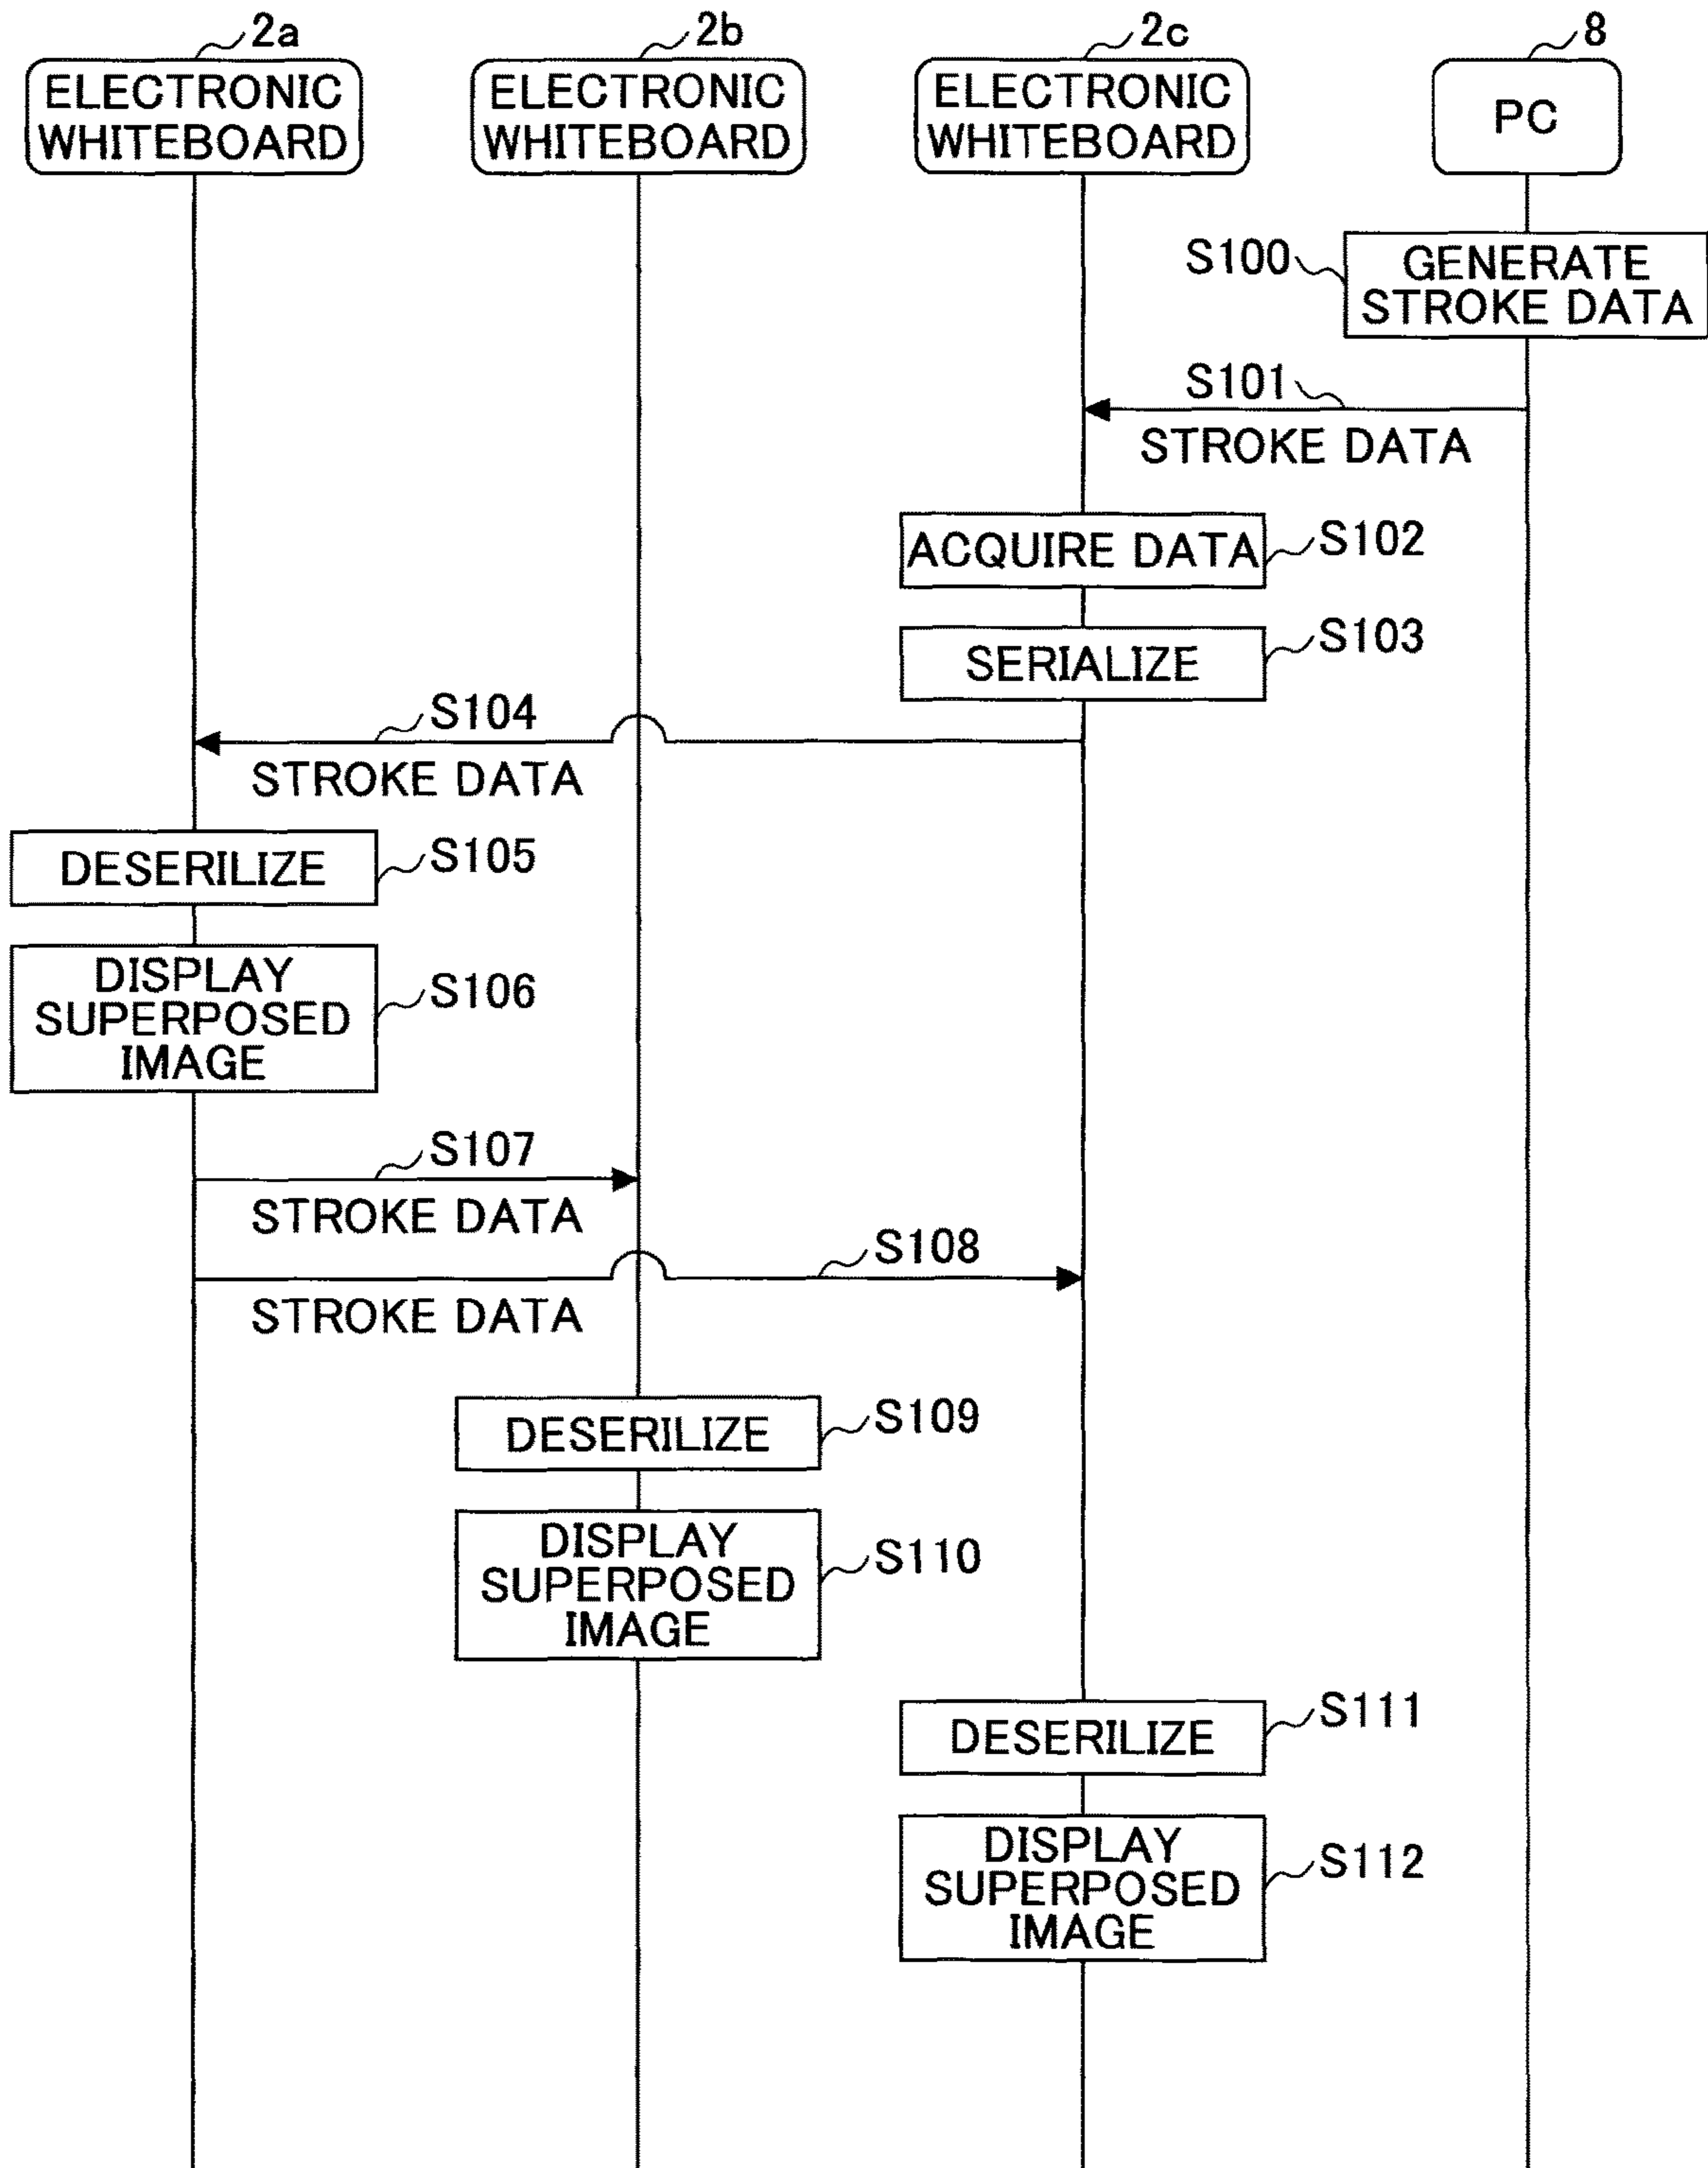 2a
2b
2c
8
ELECTRONIC
WHITEBOARD
ELECTRONIC
WHITEBOARD
ELECTRONIC
WHITEBOARD
PC
S100
GENERATE
STROKE DATA
S101
STROKE DATA
ACQUIRE DATA
S102
SERIALIZE
S103
S104
STROKE DATA
DESERILIZE
S105
DISPLAY
SUPERPOSED
IMAGE
S106
S107
STROKE DATA
S108
STROKE DATA
DESERILIZE
S109
DISPLAY
SUPERPOSED
IMAGE
S110
DESERILIZE
S111
DISPLAY
SUPERPOSED
IMAGE
S112